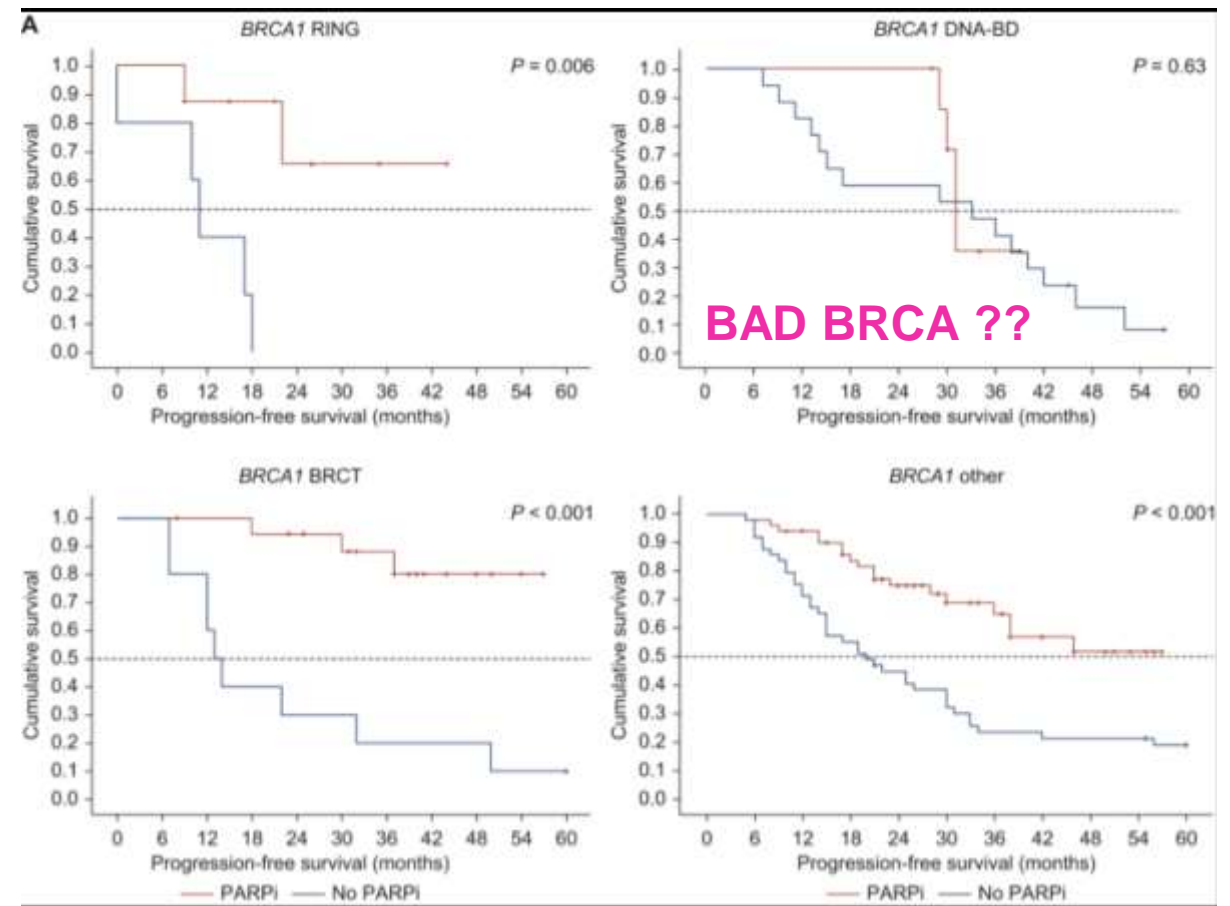 A
BRCA1 RING
P = 0.006
Cumulative survival
1.0
0.9
0.8
0.7
0.6
0.5
0.4
0.3
0.2
0.1
0.0
0 6 12 18 24 30 36 42 48 54 60
Progression-free survival (months)
BRCA1 DNA-BD
P = 0.63
Cumulative survival
1.0
0.9
0.8
0.7
0.6
0.5
0.4
0.3
0.2
0.1
0.0
BAD BRCA ??
0 6 12 18 24 30 36 42 48 54 60
Progression-free survival (months)
BRCA1 BRCT
P < 0.001
Cumulative survival
1.0
0.9
0.8
0.7
0.6
0.5
0.4
0.3
0.2
0.1
0.0
0 6 12 18 24 30 36 42 48 54 60
Progression-free survival (months)
PARPi No PARPi
BRCA1 other
P < 0.001
Cumulative survival
1.0
0.9
0.8
0.7
0.6
0.5
0.4
0.3
0.2
0.1
0.0
0 6 12 18 24 30 36 42 48 54 60
Progression-free survival (months)
PARPi No PARPi